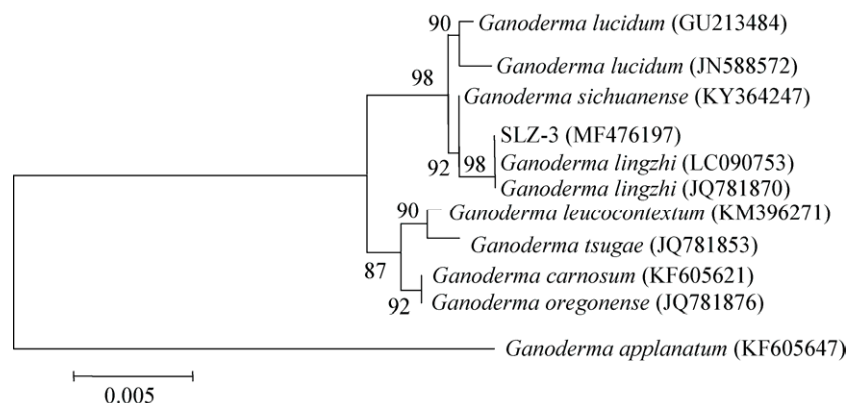 90 Ganoderma lucidum (GU213484)
Ganoderma lucidum (JN588572)
98
Ganoderma sichuanense (KY364247)
SLZ-3 (MF476197)
92 98 Ganoderma lingzhi (LC090753)
Ganoderma lingzhi (JQ781870)
90 Ganoderma leucocontextum (KM396271)
Ganoderma tsugae (JQ781853)
87
Ganoderma carnosum (KF605621)
92 Ganoderma oregonense (JQ781876)
Ganoderma applanatum (KF605647)
0.005